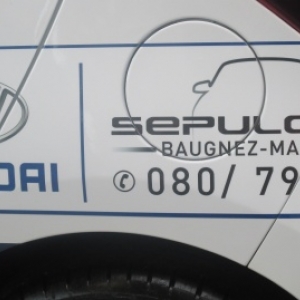 DAI
SEPULC
BAUGNEZ-MA
080/ 79